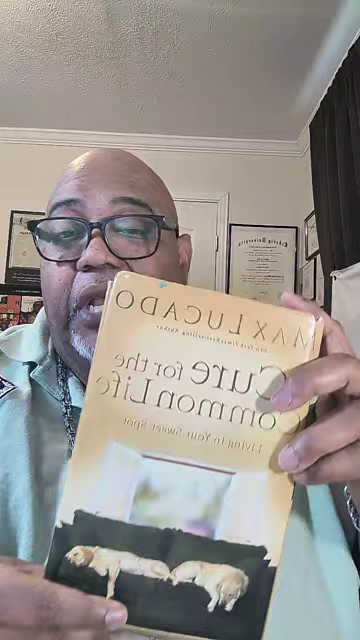 MAX LUCADO
New York Times Bestselling Author
Cure for the
Common Life
Living in Your Sweet Spot